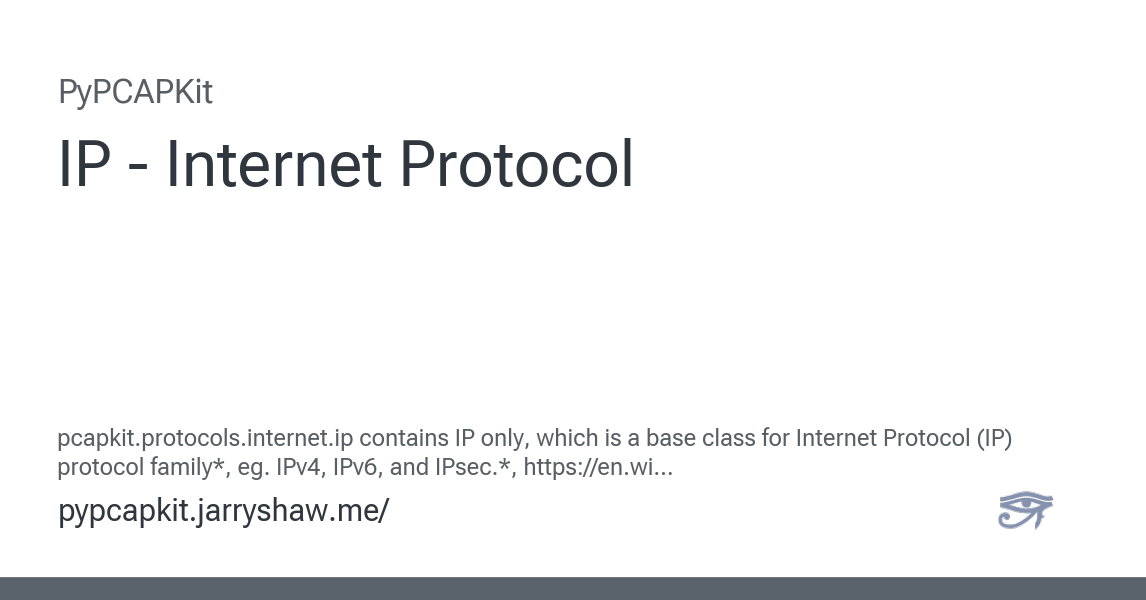 PyPCAPKit
IP - Internet Protocol
pcapkit.protocols.internet.ip contains IP only, which is a base class for Internet Protocol (IP)
protocol family*, eg. IPv4, IPv6, and IPsec.*, https://en.wi...
pypcapkit.jarryshaw.me/